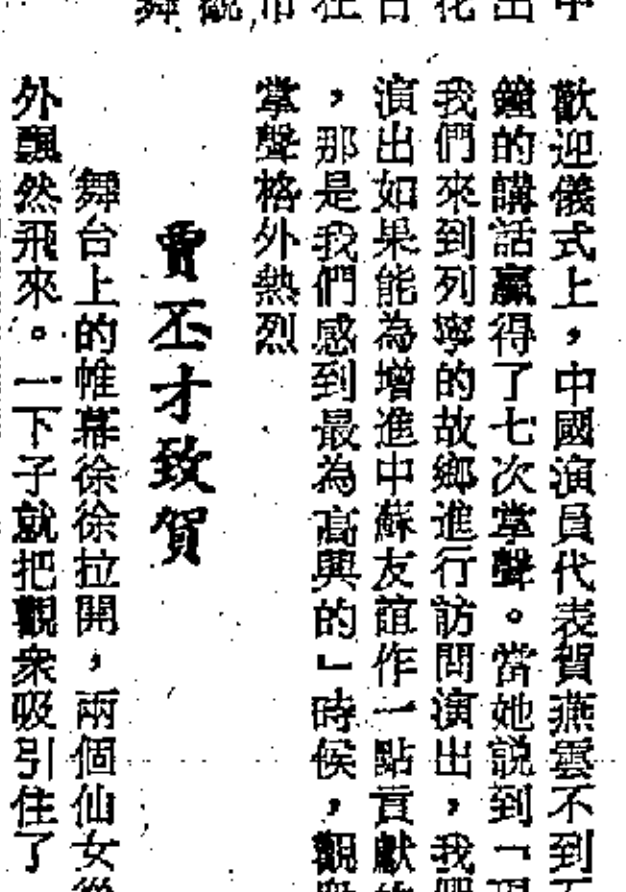 歡迎儀式上，中國演員代表賀燕雲不到
鐘的講話贏得了七次掌聲。當她説到「
我們來到列寧的故鄉進行訪問演出，我
演出如果能為增進中蘇友誼作一點貢獻
，那是我們感到最為高興的」時候，觀
掌聲格外熱烈
賈丕才致賀
舞台上的帷幕徐徐拉開，兩個仙女
外飄然飛來。一下子就把觀衆吸引住了